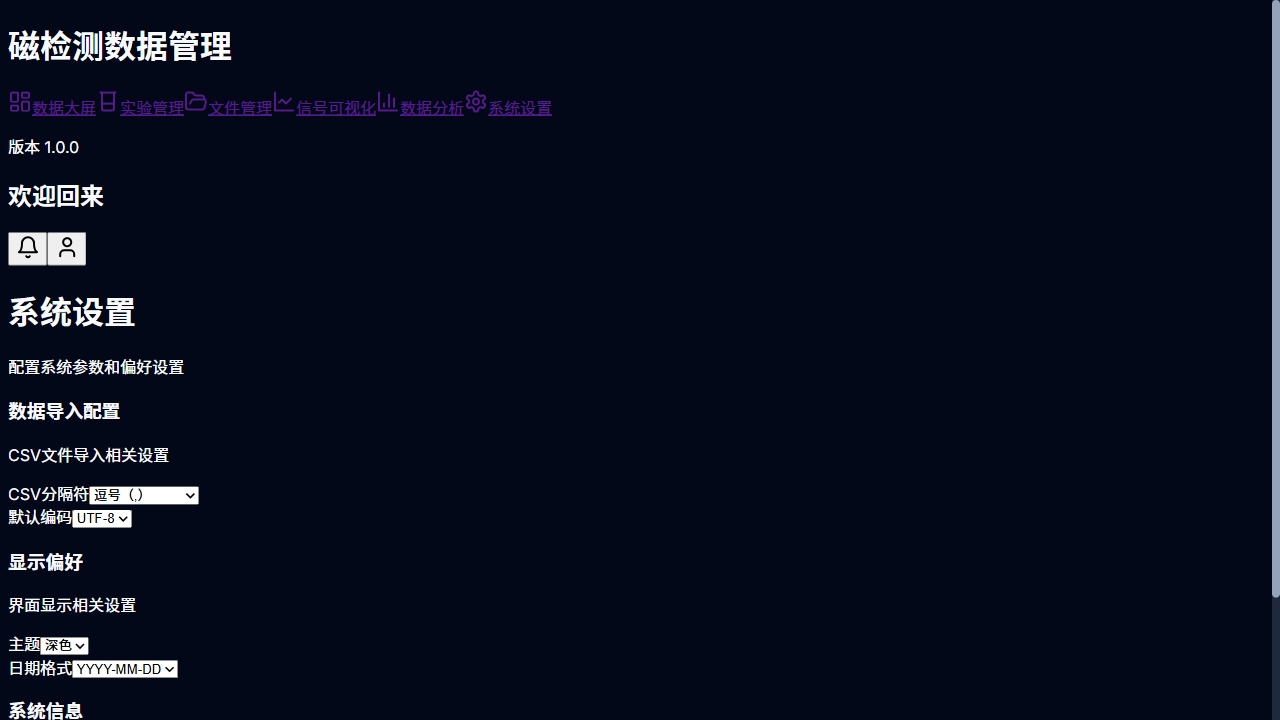 磁检测数据管理
数据大屏 实验管理 文件管理 信号可视化 数据分析 系统设置
版本 1.0.0
欢迎回来
系统设置
配置系统参数和偏好设置
数据导入配置
CSV文件导入相关设置
CSV分隔符 逗号（,）
默认编码 UTF-8
显示偏好
界面显示相关设置
主题 深色
日期格式 YYYY-MM-DD
系统信息